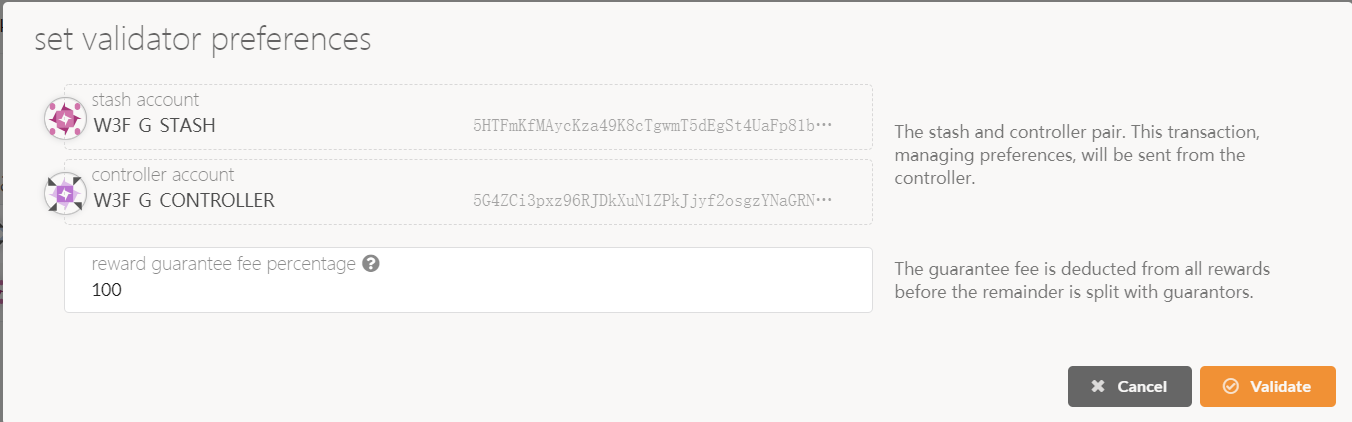 set validator preferences
stash account
W3F G STASH
5HTFmKfMAycKza49K8cTgwmT5dEgSt4UaFp81b…
controller account
W3F G CONTROLLER
5G4ZCi3pxz96RJDkXuN1ZPkJjyf2osgzYNaGRN…
The stash and controller pair. This transaction,
managing preferences, will be sent from the
controller.
reward guarantee fee percentage
100
The guarantee fee is deducted from all rewards
before the remainder is split with guarantors.
Cancel
Validate